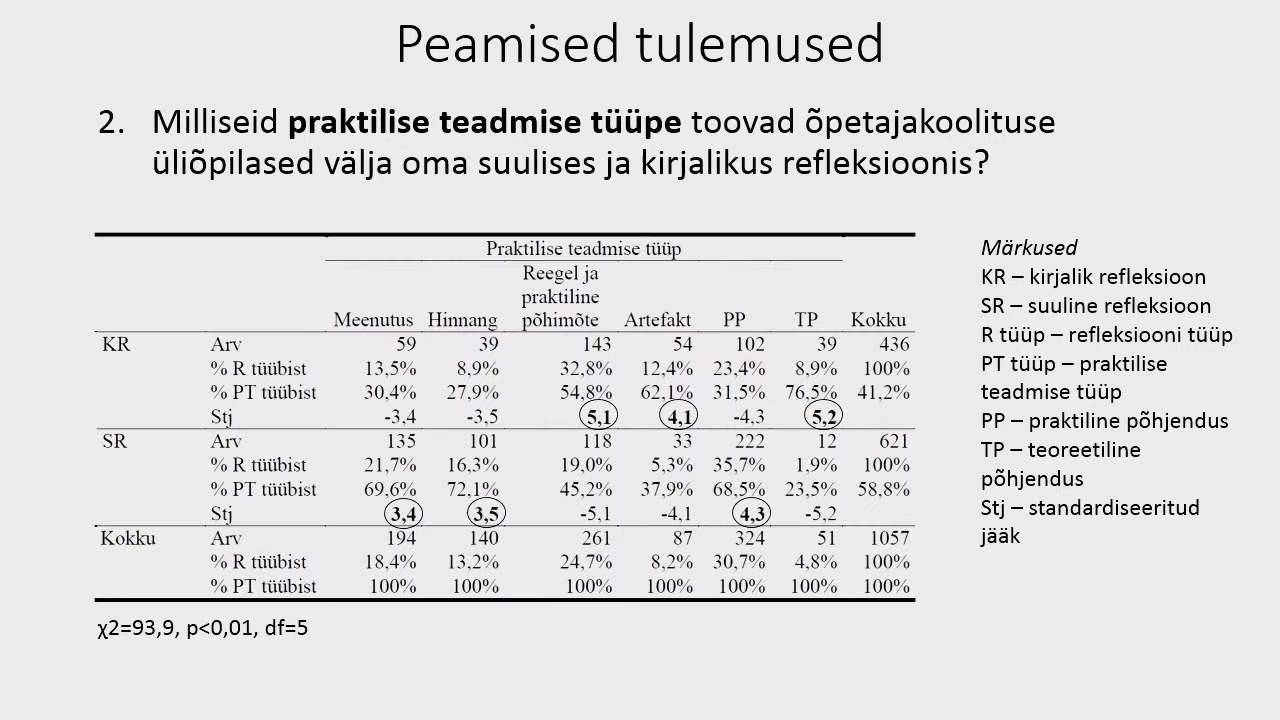 Peamised tulemused
2. Milliseid praktilise teadmise tüüpe toovad õpetajakoolituse
üliõpilased välja oma suulises ja kirjalikus refleksioonis?
Praktilise teadmise tüüp
Meenutus Hinnang Reegel ja praktiline põhimõte Artefakt PP TP Kokku
KR Arv 59 39 143 54 102 39 436
% R tüübist 13,5% 8,9% 32,8% 12,4% 23,4% 8,9% 100%
% PT tüübist 30,4% 27,9% 54,8% 62,1% 31,5% 76,5% 41,2%
Stj -3,4 -3,5 5,1 4,1 -4,3 5,2
SR Arv 135 101 118 33 222 12 621
% R tüübist 21,7% 16,3% 19,0% 5,3% 35,7% 1,9% 100%
% PT tüübist 69,6% 72,1% 45,2% 37,9% 68,5% 23,5% 58,8%
Stj 3,4 3,5 -5,1 -4,1 4,3 -5,2
Kokku Arv 194 140 261 87 324 51 1057
% R tüübist 18,4% 13,2% 24,7% 8,2% 30,7% 4,8% 100%
% PT tüübist 100% 100% 100% 100% 100% 100% 100%
χ2=93,9, p<0,01, df=5
Märkused
KR – kirjalik refleksioon
SR – suuline refleksioon
R tüüp – refleksiooni tüüp
PT tüüp – praktilise
teadmise tüüp
PP – praktiline põhjendus
TP – teoreetiline
põhjendus
Stj – standardiseeritud
jääk